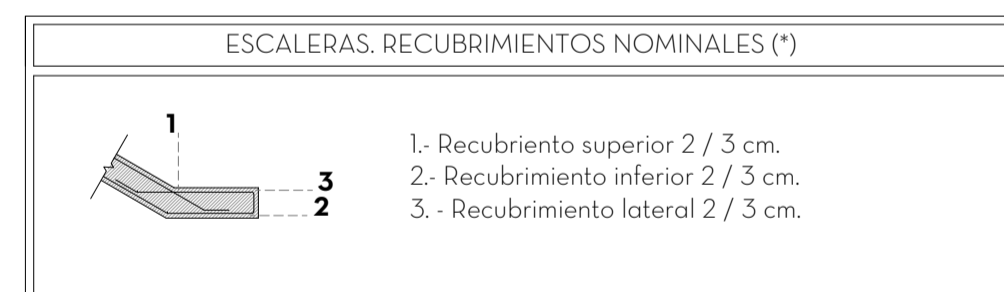 ESCALERAS. RECUBRIMIENTOS NOMINALES (*)
1
1.- Recubriento superior 2 / 3 cm.
2.- Recubrimiento inferior 2 / 3 cm.
3
3. - Recubrimiento lateral 2 / 3 cm.
2